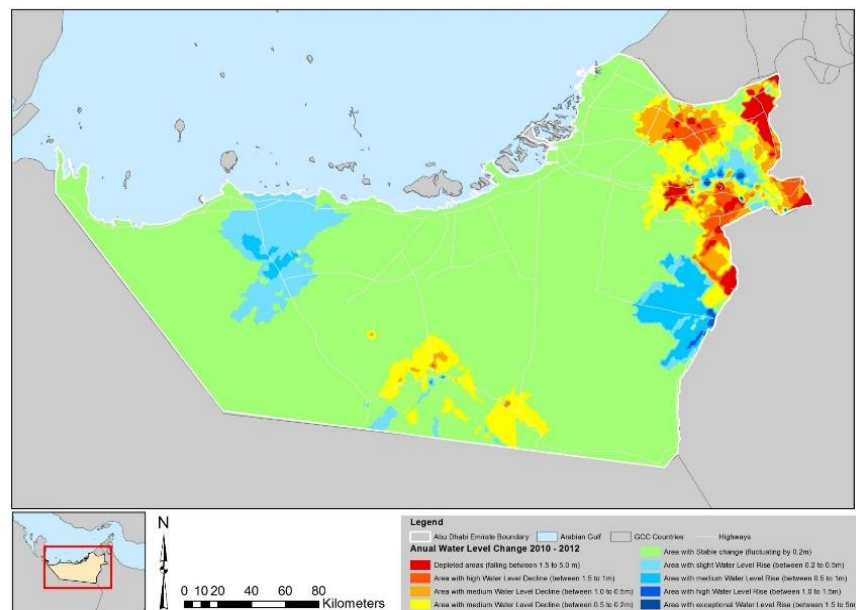 N
0 10 20 40 60 80
Kilometers
Legend
Abu Dhabi Emirate Boundary
Arabian Gulf
GCC Countries
Highways
Anual Water Level Change 2010 - 2012
Depleted areas (falling between 1.5 to 5.0 m)
Area with high Water Level Decline (between 1.5 to 1m)
Area with medium Water Level Decline (between 1.0 to 0.5m)
Area with medium Water Level Decline (between 0.5 to 0.2m)
Area with Stable change (fluctuating by 0.2m)
Area with slight Water Level Rise (between 0.2 to 0.5m)
Area with medium Water Level Rise (between 0.5 to 1m)
Area with high Water Level Rise (between 1.0 to 1.5m)
Area with exceptional Water Level Rise (between 1.5 to 5m